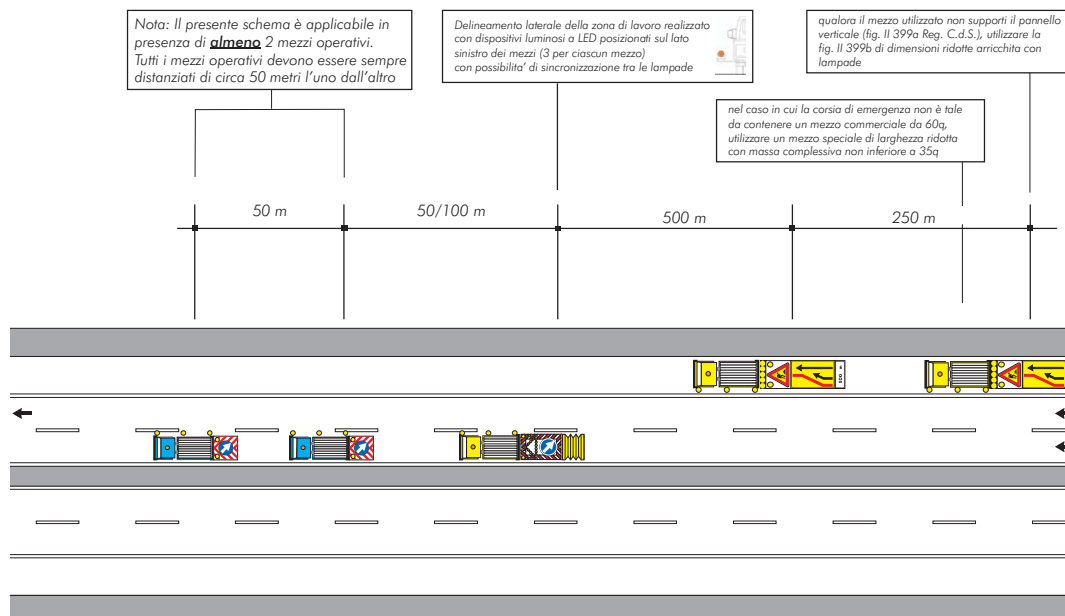 Nota: Il presente schema è applicabile in
presenza di almeno 2 mezzi operativi.
Tutti i mezzi operativi devono essere sempre
distanziati di circa 50 metri l'uno dall'altro
Delineamento laterale della zona di lavoro realizzato
con dispositivi luminosi a LED posizionati sul lato
sinistro dei mezzi (3 per ciascun mezzo)
con possibilita' di sincronizzazione tra le lampade
qualora il mezzo utilizzato non supporti il pannello
verticale (fig. II 399a Reg. C.d.S.), utilizzare la
fig. II 399b di dimensioni ridotte arricchita con
lampade
nel caso in cui la corsia di emergenza non è tale
da contenere un mezzo commerciale da 60q,
utilizzare un mezzo speciale di larghezza ridotta
con massa complessiva non inferiore a 35q
50 m
50/100 m
500 m
250 m